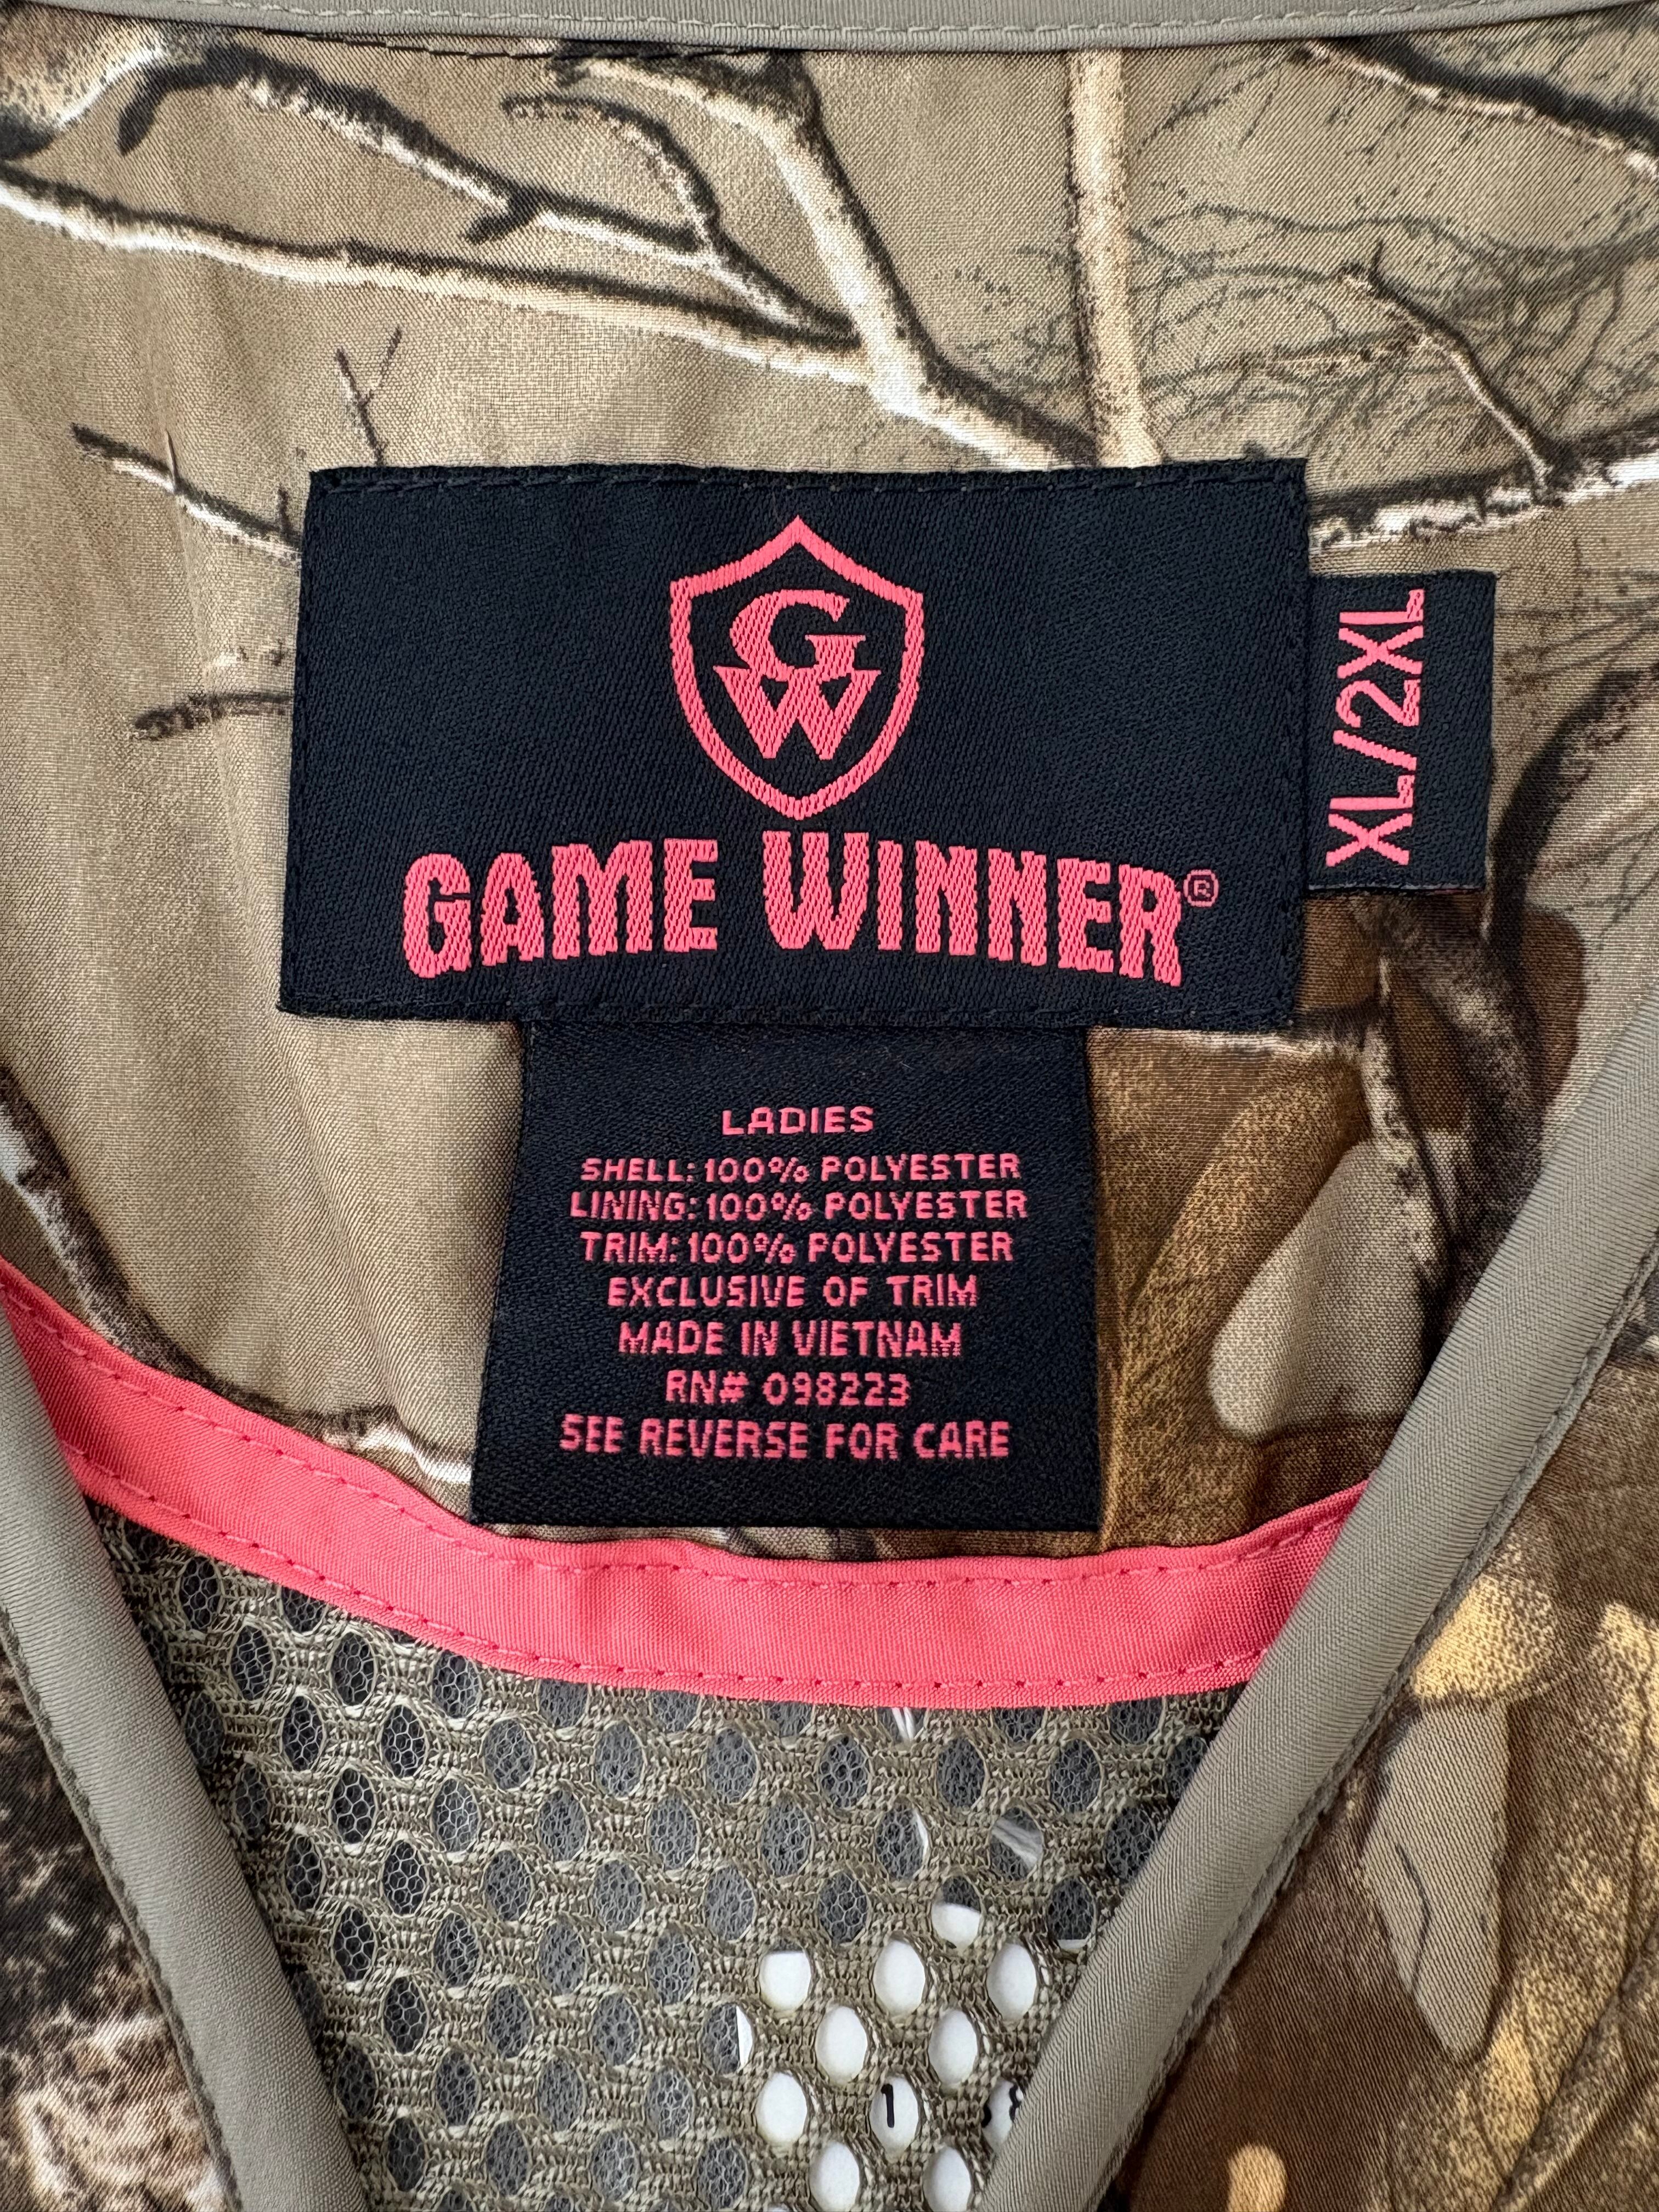 GW
GAME WINNER®
XL/2XL
LADIES
SHELL: 100% POLYESTER
LINING: 100% POLYESTER
TRIM: 100% POLYESTER
EXCLUSIVE OF TRIM
MADE IN VIETNAM
RN# 098223
SEE REVERSE FOR CARE
1